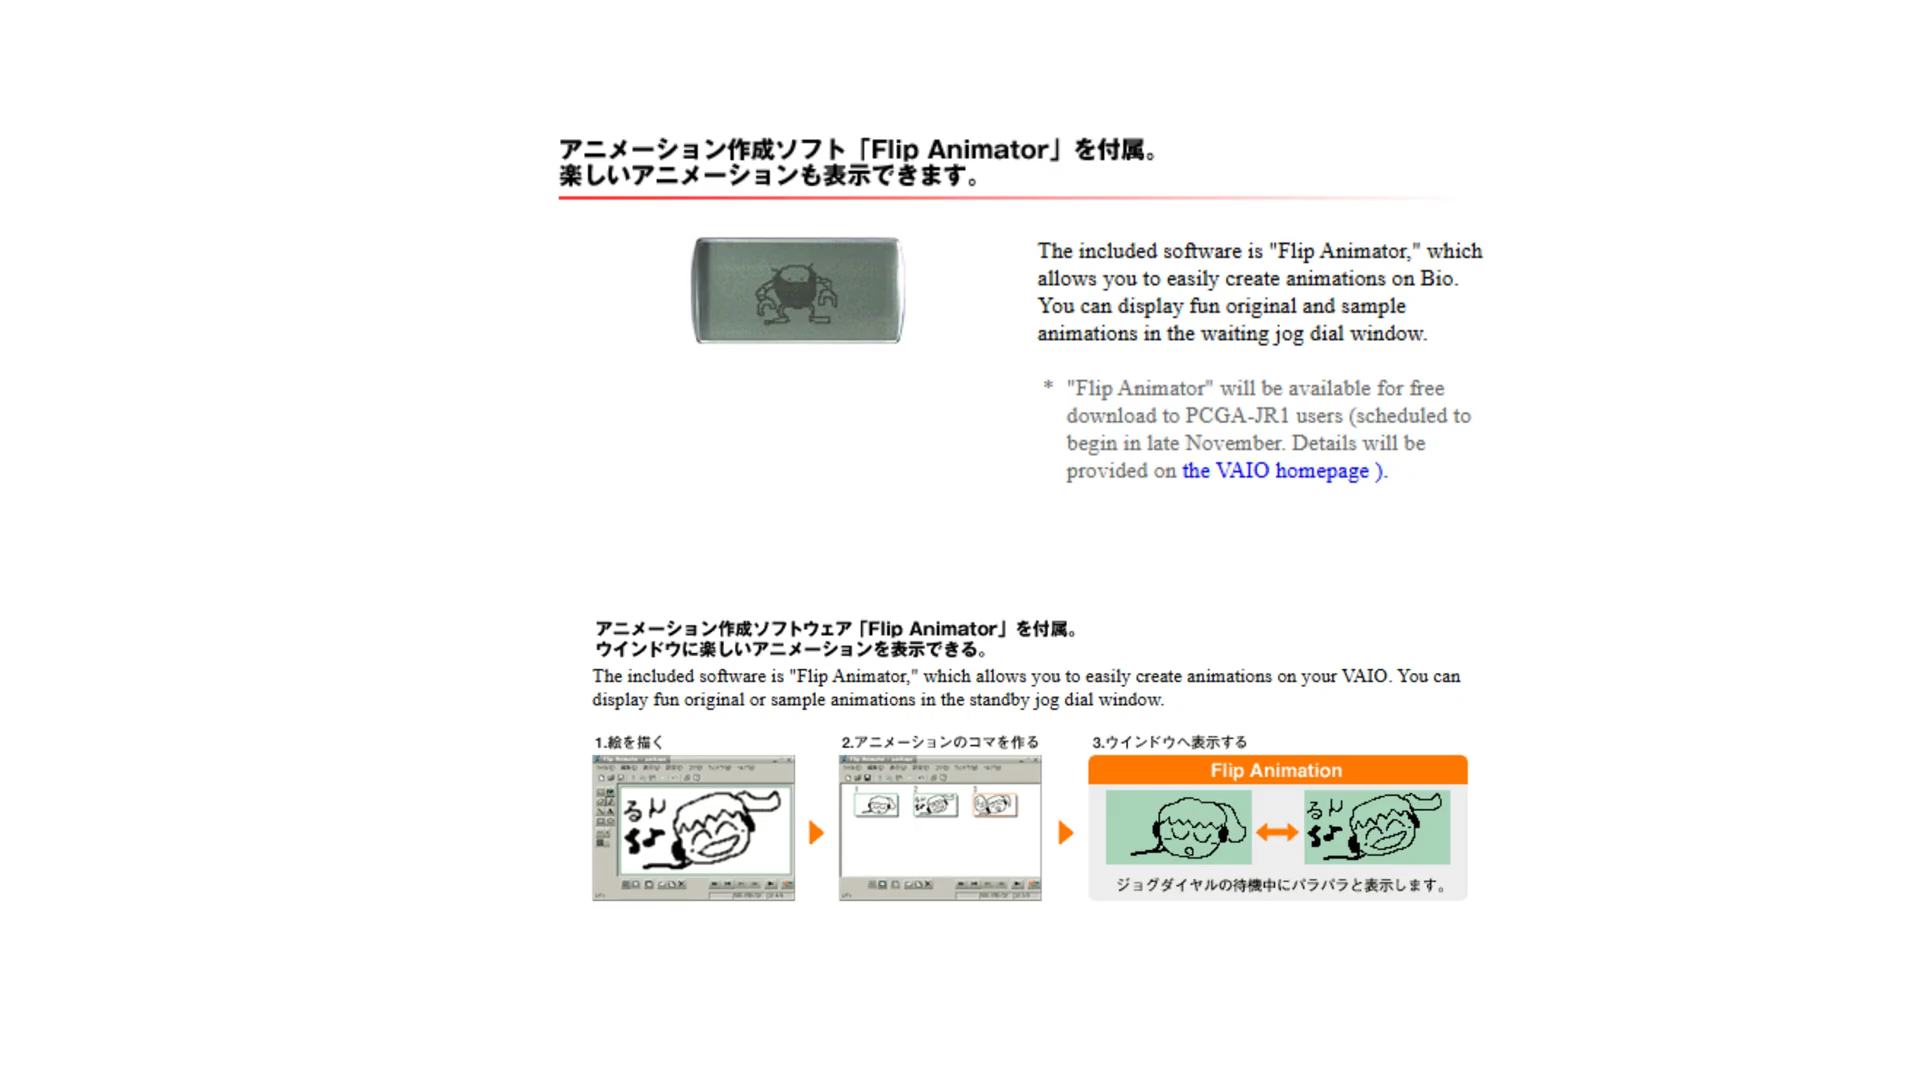 アニメーション作成ソフト「Flip Animator」を付属。
楽しいアニメーションも表示できます。
The included software is "Flip Animator," which
allows you to easily create animations on Bio.
You can display fun original and sample
animations in the waiting jog dial window.
* "Flip Animator" will be available for free
download to PCGA-JR1 users (scheduled to
begin in late November. Details will be
provided on the VAIO homepage ).
アニメーション作成ソフトウェア「Flip Animator」を付属。
ウインドウに楽しいアニメーションを表示できる。
The included software is "Flip Animator," which allows you to easily create animations on your VAIO. You can
display fun original or sample animations in the standby jog dial window.
1.絵を描く
るん
2.アニメーションのコマを作る
1 2 3
3.ウインドウへ表示する
Flip Animation
るん
ジョグダイヤルの待機中にパラパラと表示します。